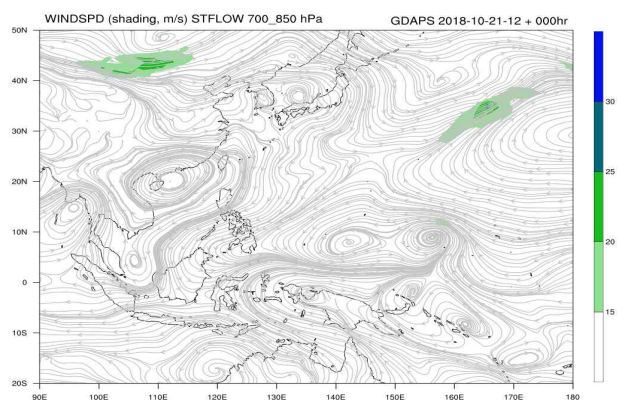 WINDSPD (shading, m/s) STFLOW 700_850 hPa GDAPS 2018-10-21-12 + 000hr
50N
40N
30N
20N
10N
0
10S
20S
90E 100E 110E 120E 130E 140E 150E 160E 170E 180
30
25
20
15